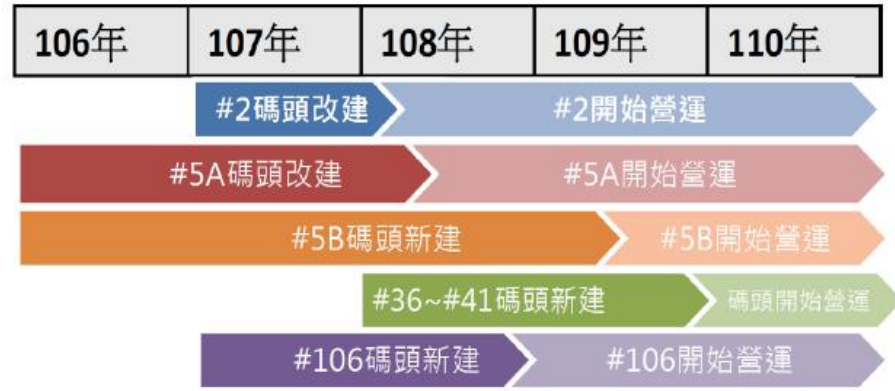 106年 107年 108年 109年 110年
#2碼頭改建 #2開始營運
#5A碼頭改建 #5A開始營運
#5B碼頭新建 #5B開始營運
#36~#41碼頭新建 碼頭開始營運
#106碼頭新建 #106開始營運